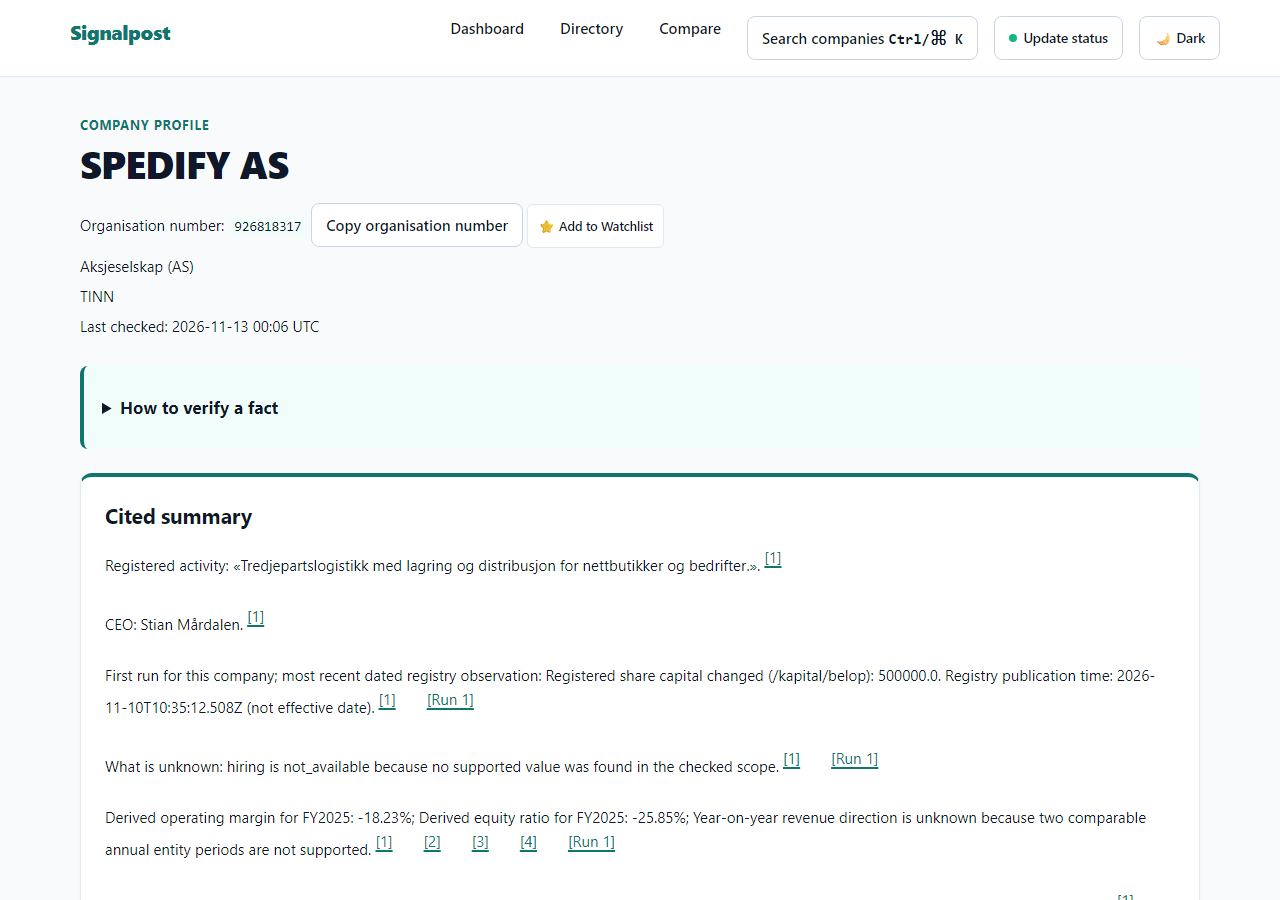 Signalpost
Dashboard
Directory
Compare
Search companies Ctrl/⌘ K
Update status
Dark
COMPANY PROFILE
SPEDIFY AS
Organisation number: 926818317
Copy organisation number
Add to Watchlist
Aksjeselskap (AS)
TINN
Last checked: 2026-11-13 00:06 UTC
How to verify a fact
Cited summary
Registered activity: «Tredjepartslogistikk med lagring og distribusjon for nettbutikker og bedrifter.». [1]
CEO: Stian Mårdalen. [1]
First run for this company; most recent dated registry observation: Registered share capital changed (/kapital/belop): 500000.0. Registry publication time: 2026-
11-10T10:35:12.508Z (not effective date). [1] [Run 1]
What is unknown: hiring is not_available because no supported value was found in the checked scope. [1] [Run 1]
Derived operating margin for FY2025: -18.23%; Derived equity ratio for FY2025: -25.85%; Year-on-year revenue direction is unknown because two comparable
annual entity periods are not supported. [1] [2] [3] [4] [Run 1]
[1]